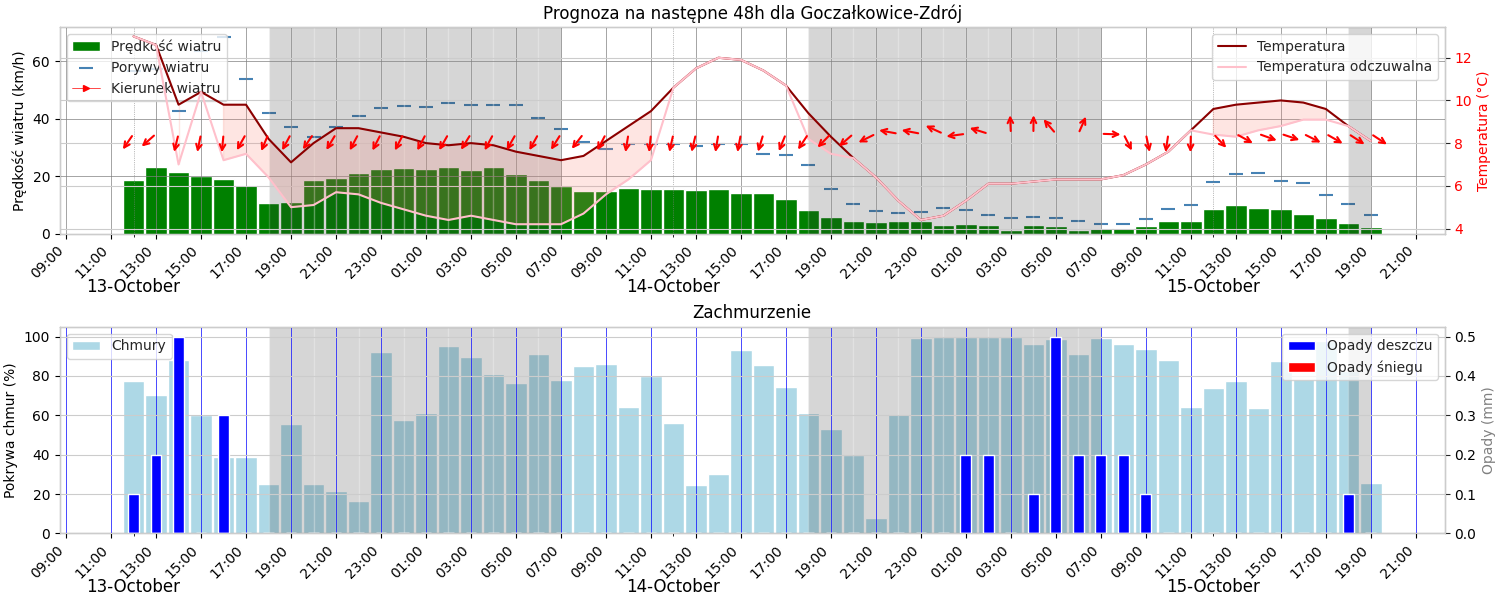 Prognoza na następne 48h dla Goczałkowice-Zdrój
Prędkość wiatru (km/h)
60
40
20
0
Prędkość wiatru
Porywy wiatru
Kierunek wiatru
Temperatura
Temperatura odczuwalna
12
10
8
6
4
Temperatura (°C)
09:00 11:00 13:00 15:00 17:00 19:00 21:00 23:00 01:00 03:00 05:00 07:00 09:00 11:00 13:00 15:00 17:00 19:00 21:00 23:00 01:00 03:00 05:00 07:00 09:00 11:00 13:00 15:00 17:00 19:00 21:00
13-October 14-October 15-October
Zachmurzenie
Pokrywa chmur (%)
100
80
60
40
20
0
Chmury
Opady deszczu
Opady śniegu
0.5
0.4
0.3
0.2
0.1
0.0
Opady (mm)
09:00 11:00 13:00 15:00 17:00 19:00 21:00 23:00 01:00 03:00 05:00 07:00 09:00 11:00 13:00 15:00 17:00 19:00 21:00 23:00 01:00 03:00 05:00 07:00 09:00 11:00 13:00 15:00 17:00 19:00 21:00
13-October 14-October 15-October